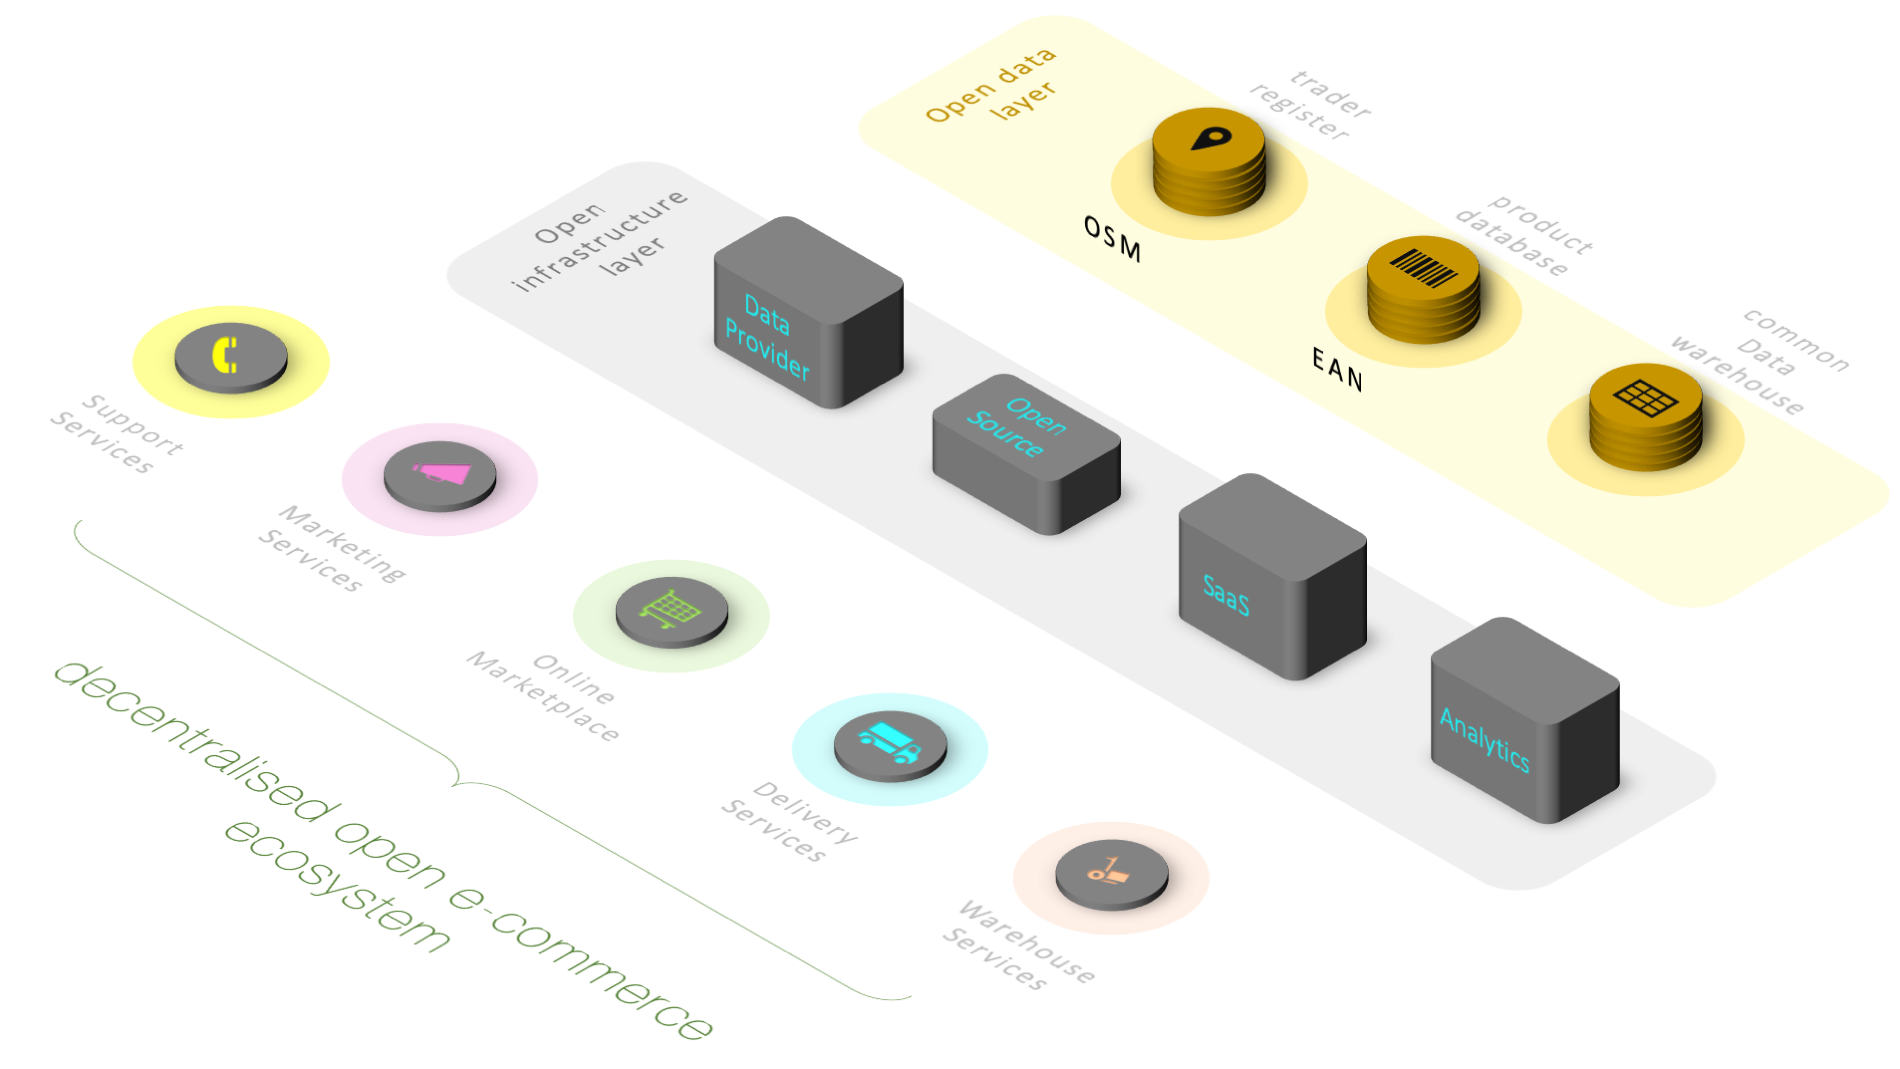 Open data
layer
trader
register
OSM
product
database
EAN
common
Data
warehouse
Open
infrastructure
layer
Data
Provider
Open
Source
SaaS
Analytics
Support
Services
Marketing
Services
Online
Marketplace
Delivery
Services
Warehouse
Services
decentralised open e-commerce
ecosystem